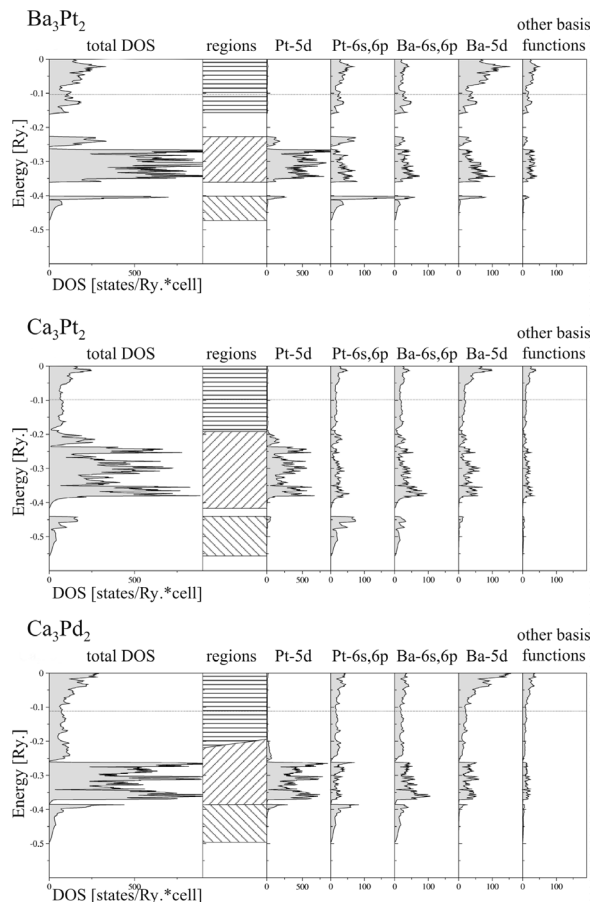 Ba3Pt2
other basis
total DOS regions Pt-5d Pt-6s,6p Ba-6s,6p Ba-5d functions
Energy [Ry.]
0
-0.1
-0.2
-0.3
-0.4
-0.5
0 500 0 500 0 100 0 100 0 100 0 100
DOS [states/Ry.*cell]
Ca3Pt2
other basis
total DOS regions Pt-5d Pt-6s,6p Ba-6s,6p Ba-5d functions
Energy [Ry.]
0
-0.1
-0.2
-0.3
-0.4
-0.5
0 500 0 500 0 100 0 100 0 100 0 100
DOS [states/Ry.*cell]
Ca3Pd2
other basis
total DOS regions Pt-5d Pt-6s,6p Ba-6s,6p Ba-5d functions
Energy [Ry.]
0
-0.1
-0.2
-0.3
-0.4
-0.5
0 500 0 500 0 100 0 100 0 100 0 100
DOS [states/Ry.*cell]